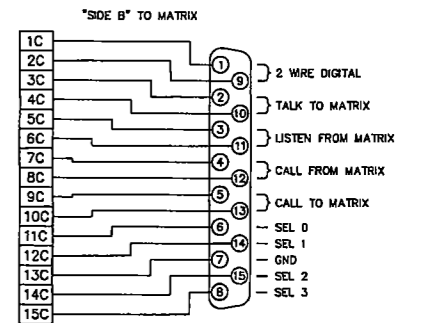 "SIDE B" TO MATRIX
1C
2C
3C
4C
5C
6C
7C
8C
9C
10C
11C
12C
13C
14C
15C
1
9
2
10
3
11
4
12
5
13
6
14
7
15
8
2 WIRE DIGITAL
TALK TO MATRIX
LISTEN FROM MATRIX
CALL FROM MATRIX
CALL TO MATRIX
SEL 0
SEL 1
GND
SEL 2
SEL 3